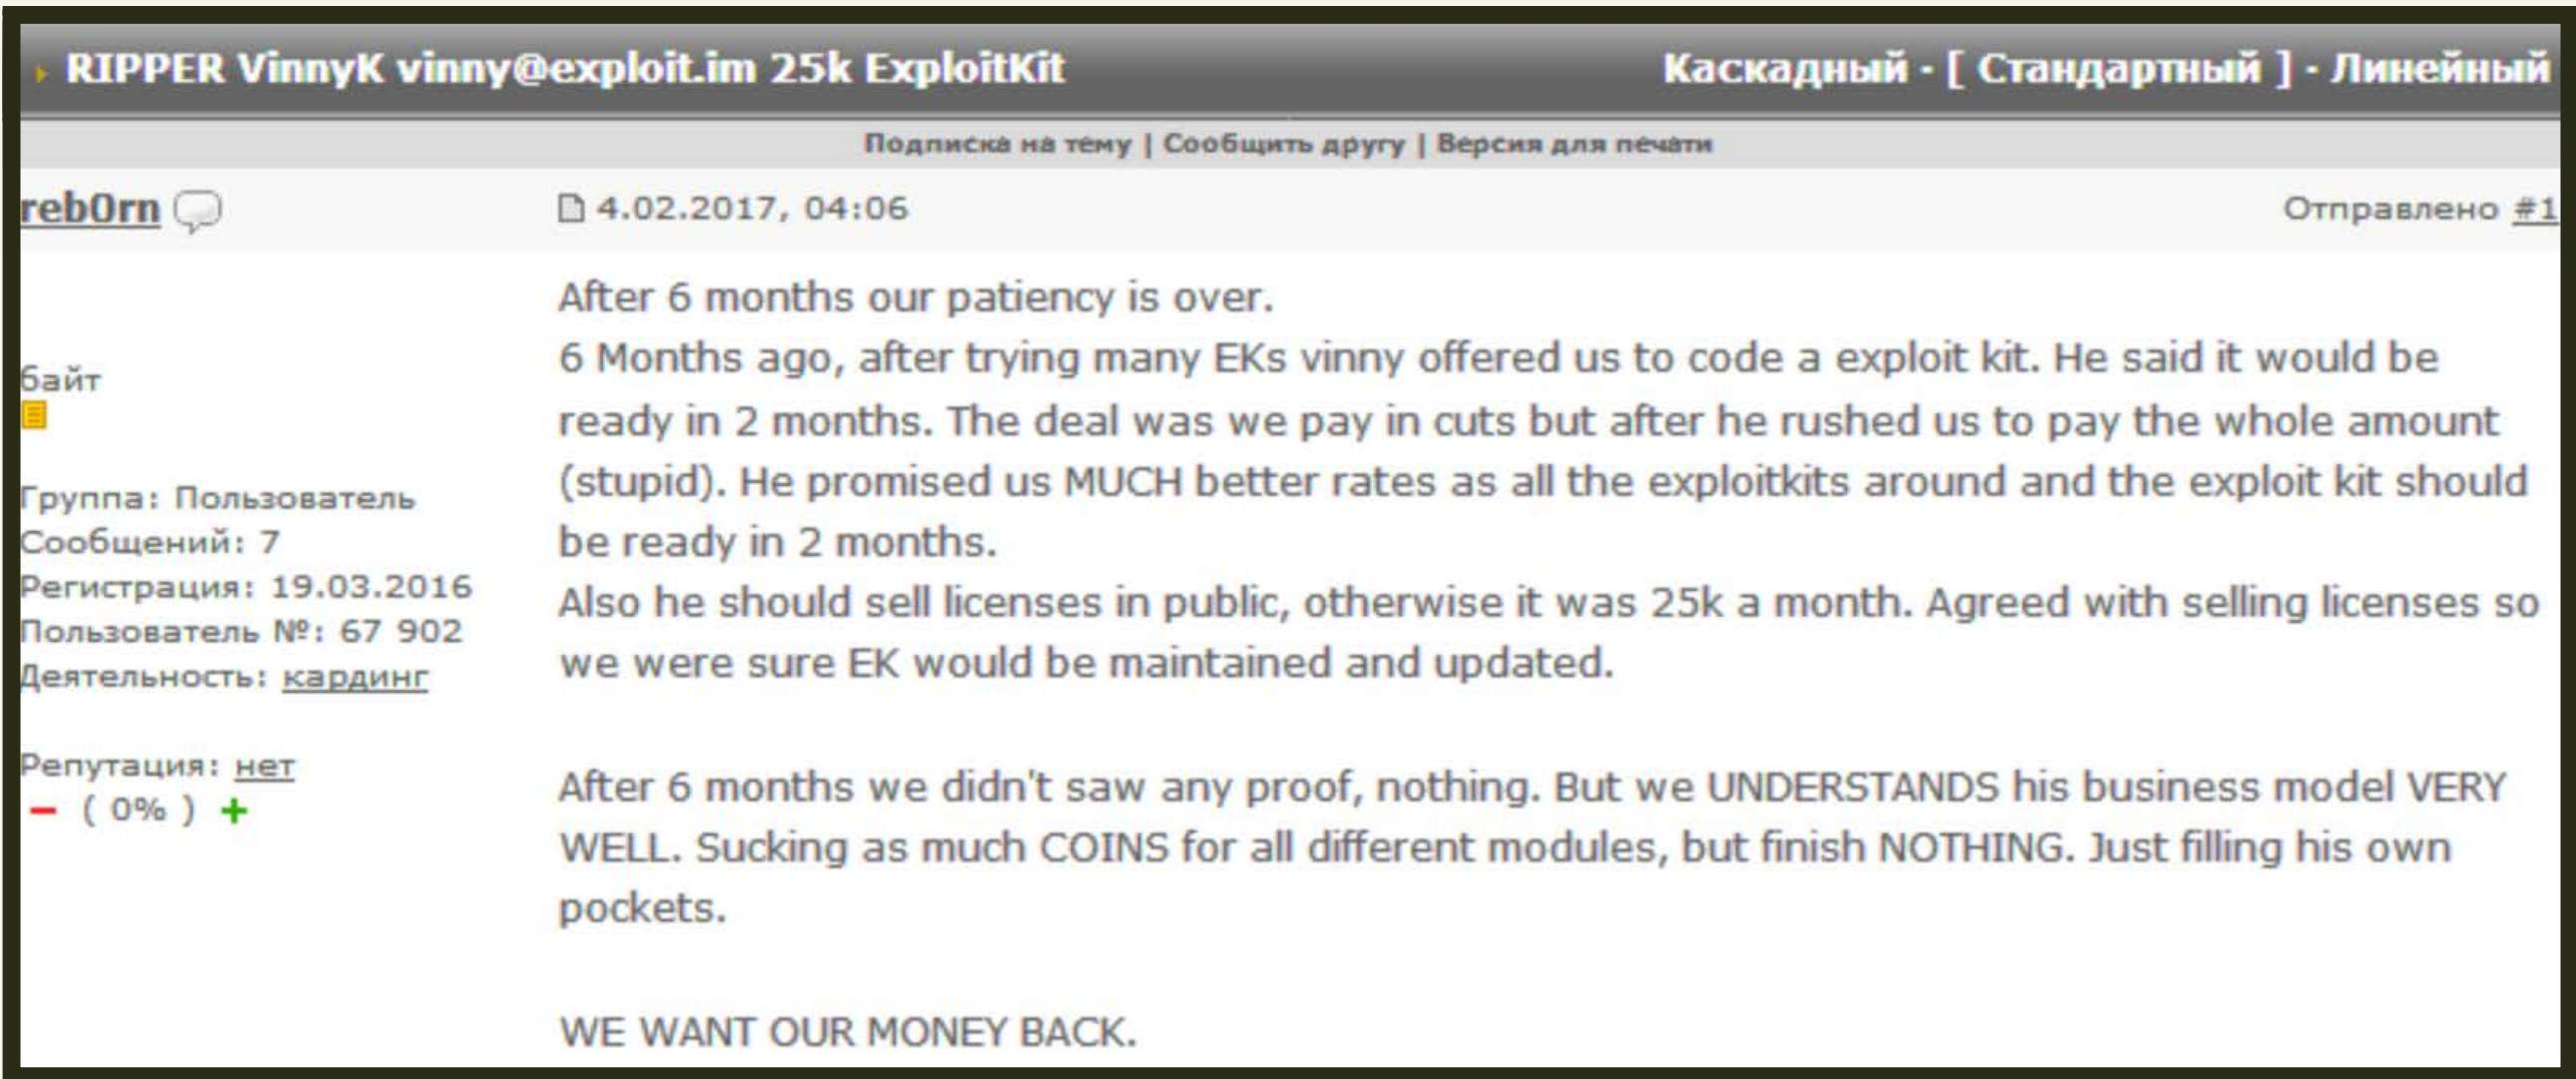 RIPPER VinnyK vinny@exploit.im 25k ExploitKit
Каскадный - [ Стандартный ] - Линейный
Подписка на тему | Сообщить другу | Версия для печати
reb0rn
4.02.2017, 04:06
Отправлено #1
байт
Группа: Пользователь
Сообщений: 7
Регистрация: 19.03.2016
Пользователь №: 67 902
Деятельность: кардинг
Репутация: нет
− ( 0% ) +
After 6 months our patiency is over.
6 Months ago, after trying many EKs vinny offered us to code a exploit kit. He said it would be
ready in 2 months. The deal was we pay in cuts but after he rushed us to pay the whole amount
(stupid). He promised us MUCH better rates as all the exploitkits around and the exploit kit should
be ready in 2 months.
Also he should sell licenses in public, otherwise it was 25k a month. Agreed with selling licenses so
we were sure EK would be maintained and updated.
After 6 months we didn't saw any proof, nothing. But we UNDERSTANDS his business model VERY
WELL. Sucking as much COINS for all different modules, but finish NOTHING. Just filling his own
pockets.
WE WANT OUR MONEY BACK.